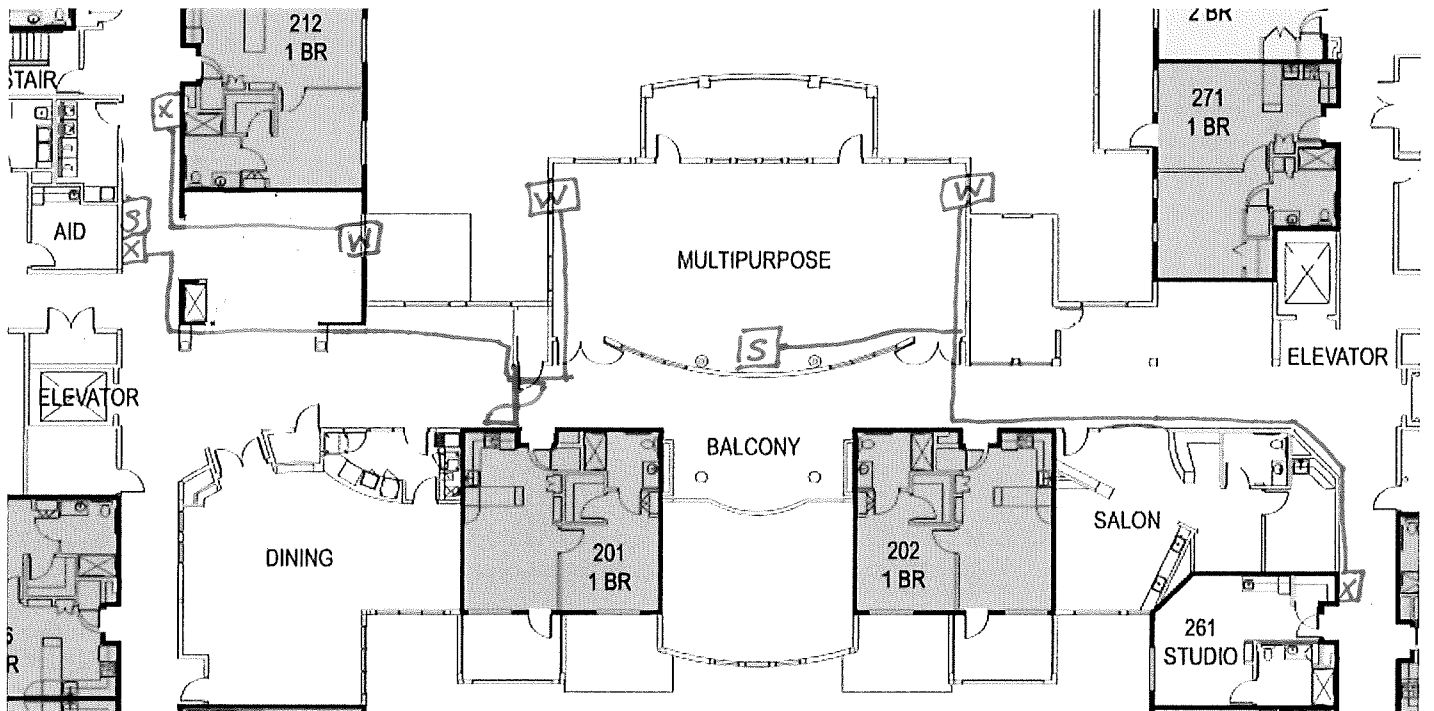 212
1 BR
2 BR
STAIR
X
271
1 BR
S
AID
X
W
W
W
MULTIPURPOSE
S
ELEVATOR
ELEVATOR
BALCONY
DINING
201
1 BR
202
1 BR
SALON
X
261
STUDIO
6
R